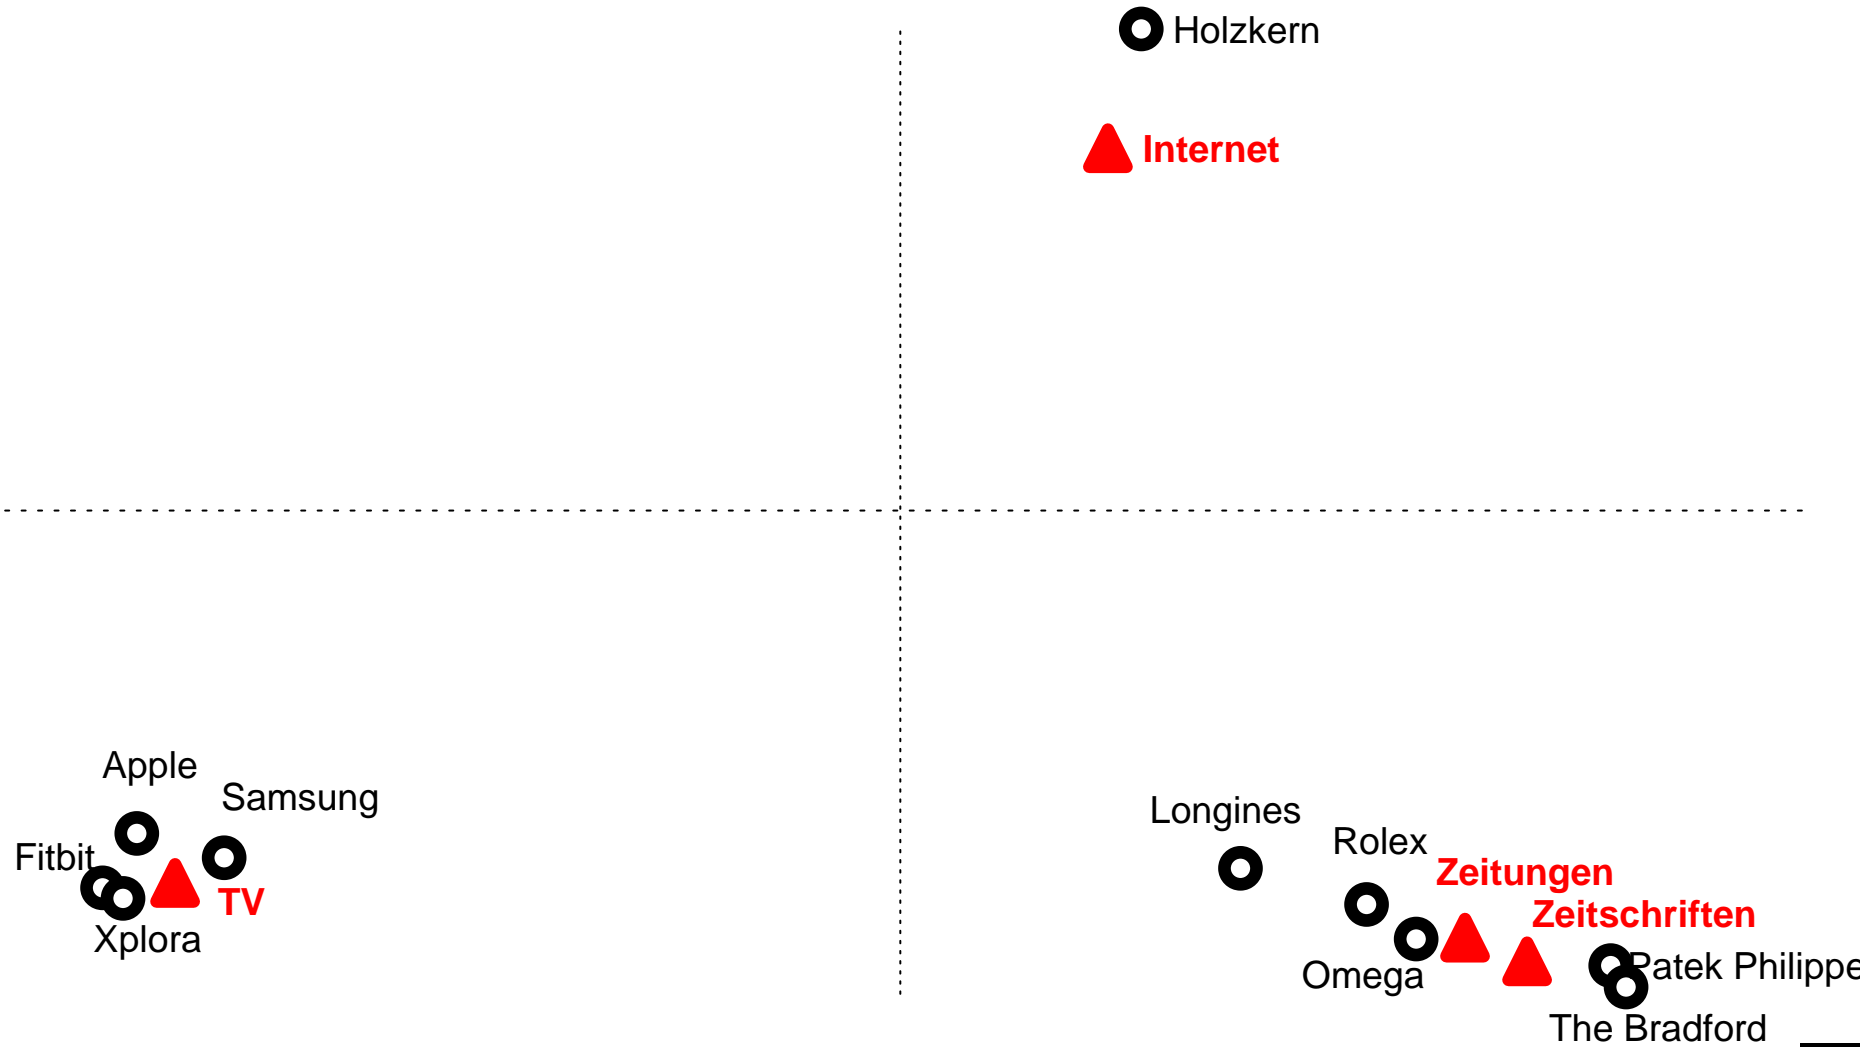 Holzkern
Internet
Apple
Samsung
Longines
Rolex
Fitbit
Zeitungen
TV
Zeitschriften
Xplora
Patek Philippe
Omega
The Bradford